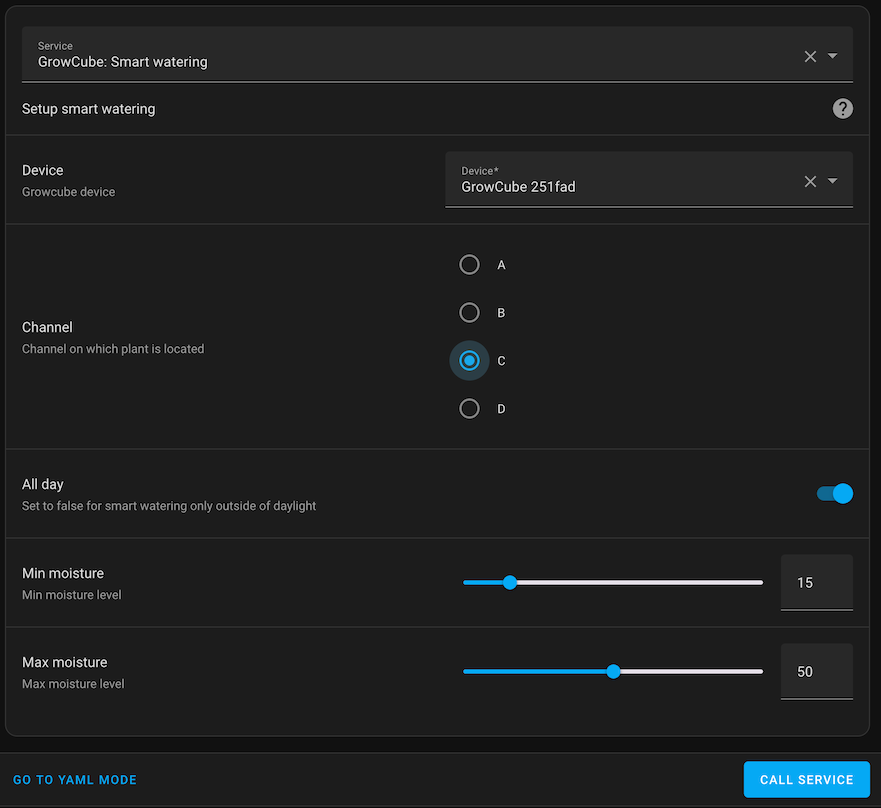 Service
GrowCube: Smart watering
Setup smart watering
Device
Growcube device
Device*
GrowCube 251fad
Channel
Channel on which plant is located
A
B
C
D
All day
Set to false for smart watering only outside of daylight
Min moisture
Min moisture level
15
Max moisture
Max moisture level
50
GO TO YAML MODE
CALL SERVICE